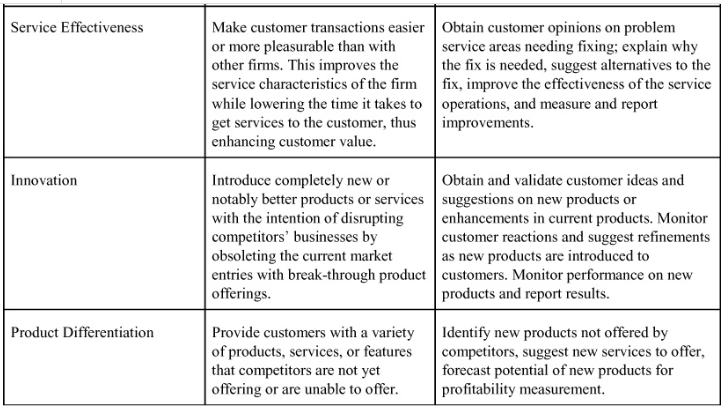 Service Effectiveness
Make customer transactions easier
or more pleasurable than with
other firms. This improves the
service characteristics of the firm
while lowering the time it takes to
get services to the customer, thus
enhancing customer value.
Obtain customer opinions on problem
service areas needing fixing; explain why
the fix is needed, suggest alternatives to the
fix, improve the effectiveness of the service
operations, and measure and report
improvements.
Innovation
Introduce completely new or
notably better products or services
with the intention of disrupting
competitors’ businesses by
obsoleting the current market
entries with break-through product
offerings.
Obtain and validate customer ideas and
suggestions on new products or
enhancements in current products. Monitor
customer reactions and suggest refinements
as new products are introduced to
customers. Monitor performance on new
products and report results.
Product Differentiation
Provide customers with a variety
of products, services, or features
that competitors are not yet
offering or are unable to offer.
Identify new products not offered by
competitors, suggest new services to offer,
forecast potential of new products for
profitability measurement.